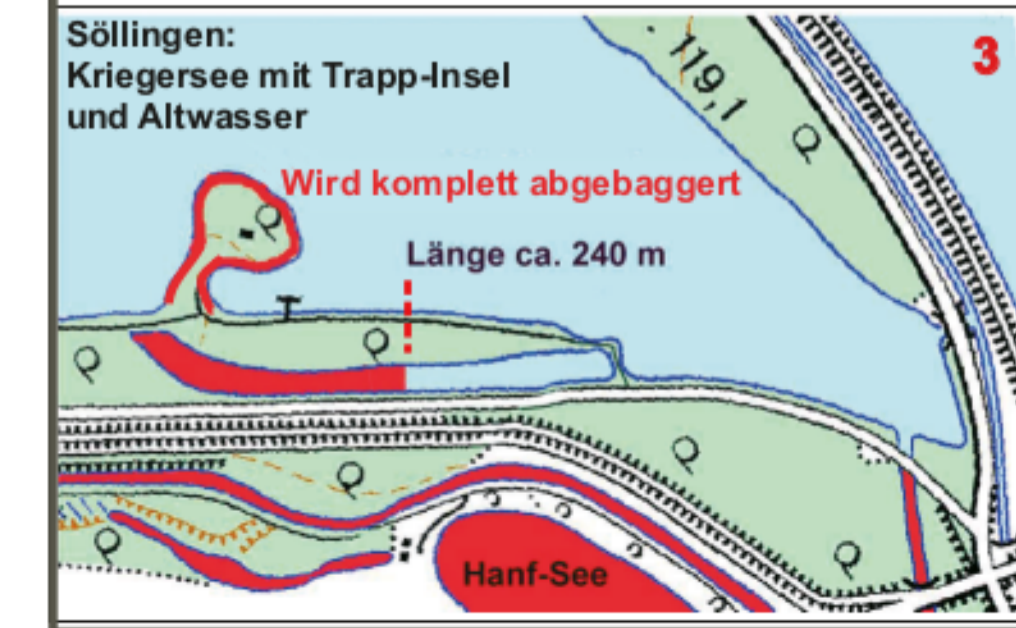 Söllingen:
Kriegersee mit Trapp-Insel
und Altwasser
3
119,1
Wird komplett abgebaggert
Länge ca. 240 m
Hanf-See